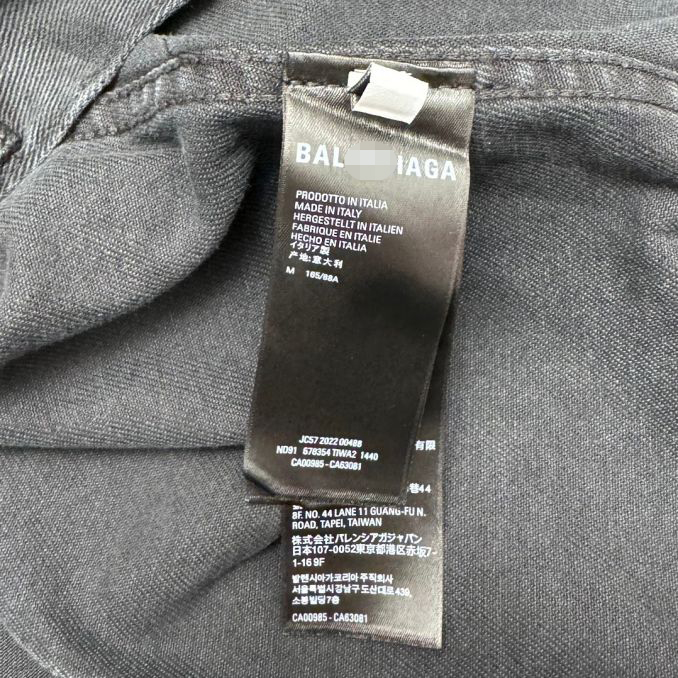 BAL IAGA
PRODOTTO IN ITALIA
MADE IN ITALY
HERGESTELLT IN ITALIEN
FABRIQUE EN ITALIE
HECHO EN ITALIA
イタリア製
产地:意大利
M 165/88A
JC57 2022 00488
ND91 678354 TIWA2 1440
CA00985-CA63081
有限
巷44
8F. NO. 44 LANE 11 GUANG-FU N.
ROAD, TAPEI, TAIWAN
株式会社バレンシアガジャパン
日本107-0052東京都港区赤坂7-
1-16 9F
발렌시아가코리아 주식회사
서울특별시강남구 도산대로 439,
소봉빌딩7층
CA00985-CA63081